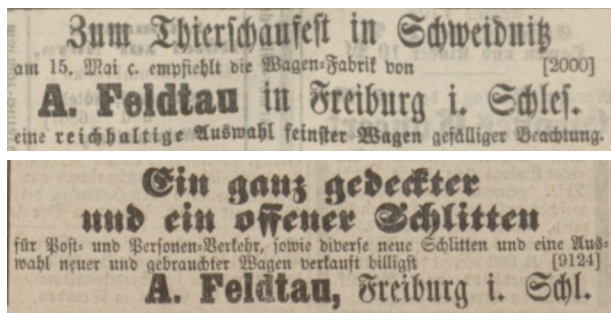 Zum Thierschaufest in Schweidnitz
am 15. Mai c. empfiehlt die Wagen-Fabrik von [2000]
A. Feldtau in Freiburg i. Schles.
eine reichhaltige Auswahl feinster Wagen gefälliger Beachtung.
Ein ganz gedeckter
und ein offener Schlitten
für Post- und Personen-Verkehr, sowie diverse neue Schlitten und eine Aus-
wahl neuer und gebrauchter Wagen verkauft billigst [9124]
A. Feldtau, Freiburg i. Schl.